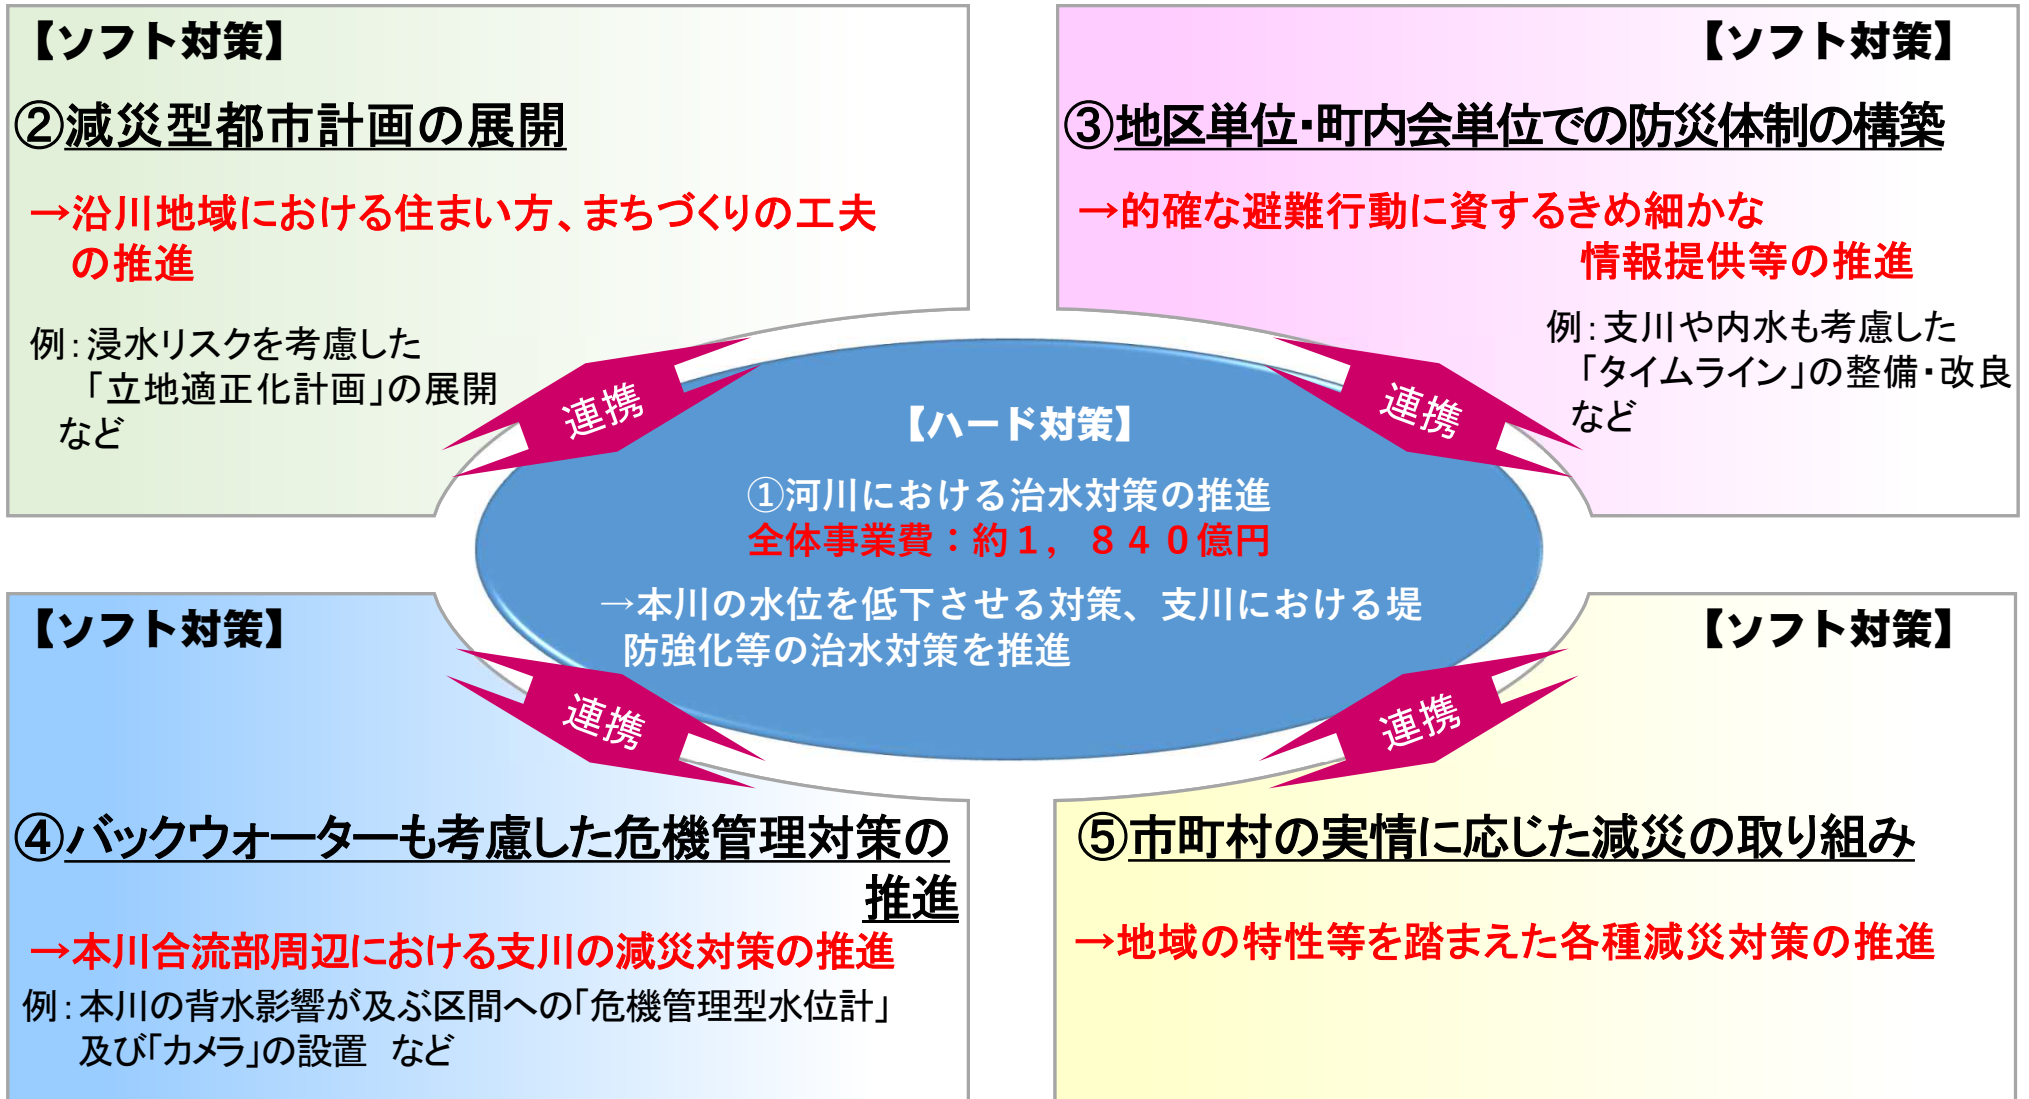 【ソフト対策】
②減災型都市計画の展開
→沿川地域における住まい方、まちづくりの工夫
の推進
例：浸水リスクを考慮した
「立地適正化計画」の展開
など
【ソフト対策】
③地区単位・町内会単位での防災体制の構築
→的確な避難行動に資するきめ細かな
情報提供等の推進
例：支川や内水も考慮した
「タイムライン」の整備・改良
など
連携
連携
【ハード対策】
①河川における治水対策の推進
全体事業費：約１，８４０億円
→本川の水位を低下させる対策、支川における堤
防強化等の治水対策を推進
連携
連携
【ソフト対策】
④バックウォーターも考慮した危機管理対策の
推進
→本川合流部周辺における支川の減災対策の推進
例：本川の背水影響が及ぶ区間への「危機管理型水位計」
及び「カメラ」の設置　など
【ソフト対策】
⑤市町村の実情に応じた減災の取り組み
→地域の特性等を踏まえた各種減災対策の推進